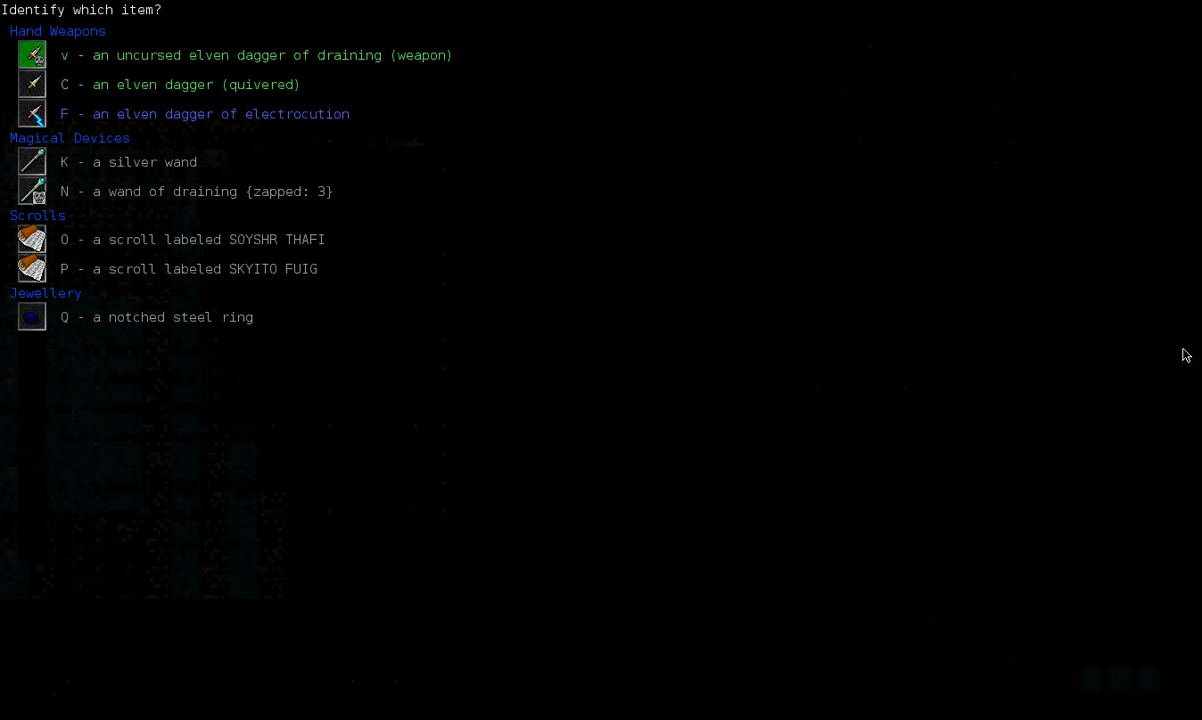 Identify which item?
Hand Weapons
v - an uncursed elven dagger of draining (weapon)
C - an elven dagger (quivered)
F - an elven dagger of electrocution
Magical Devices
K - a silver wand
N - a wand of draining {zapped: 3}
Scrolls
O - a scroll labeled SOYSHR THAFI
P - a scroll labeled SKYITO FUIG
Jewellery
Q - a notched steel ring